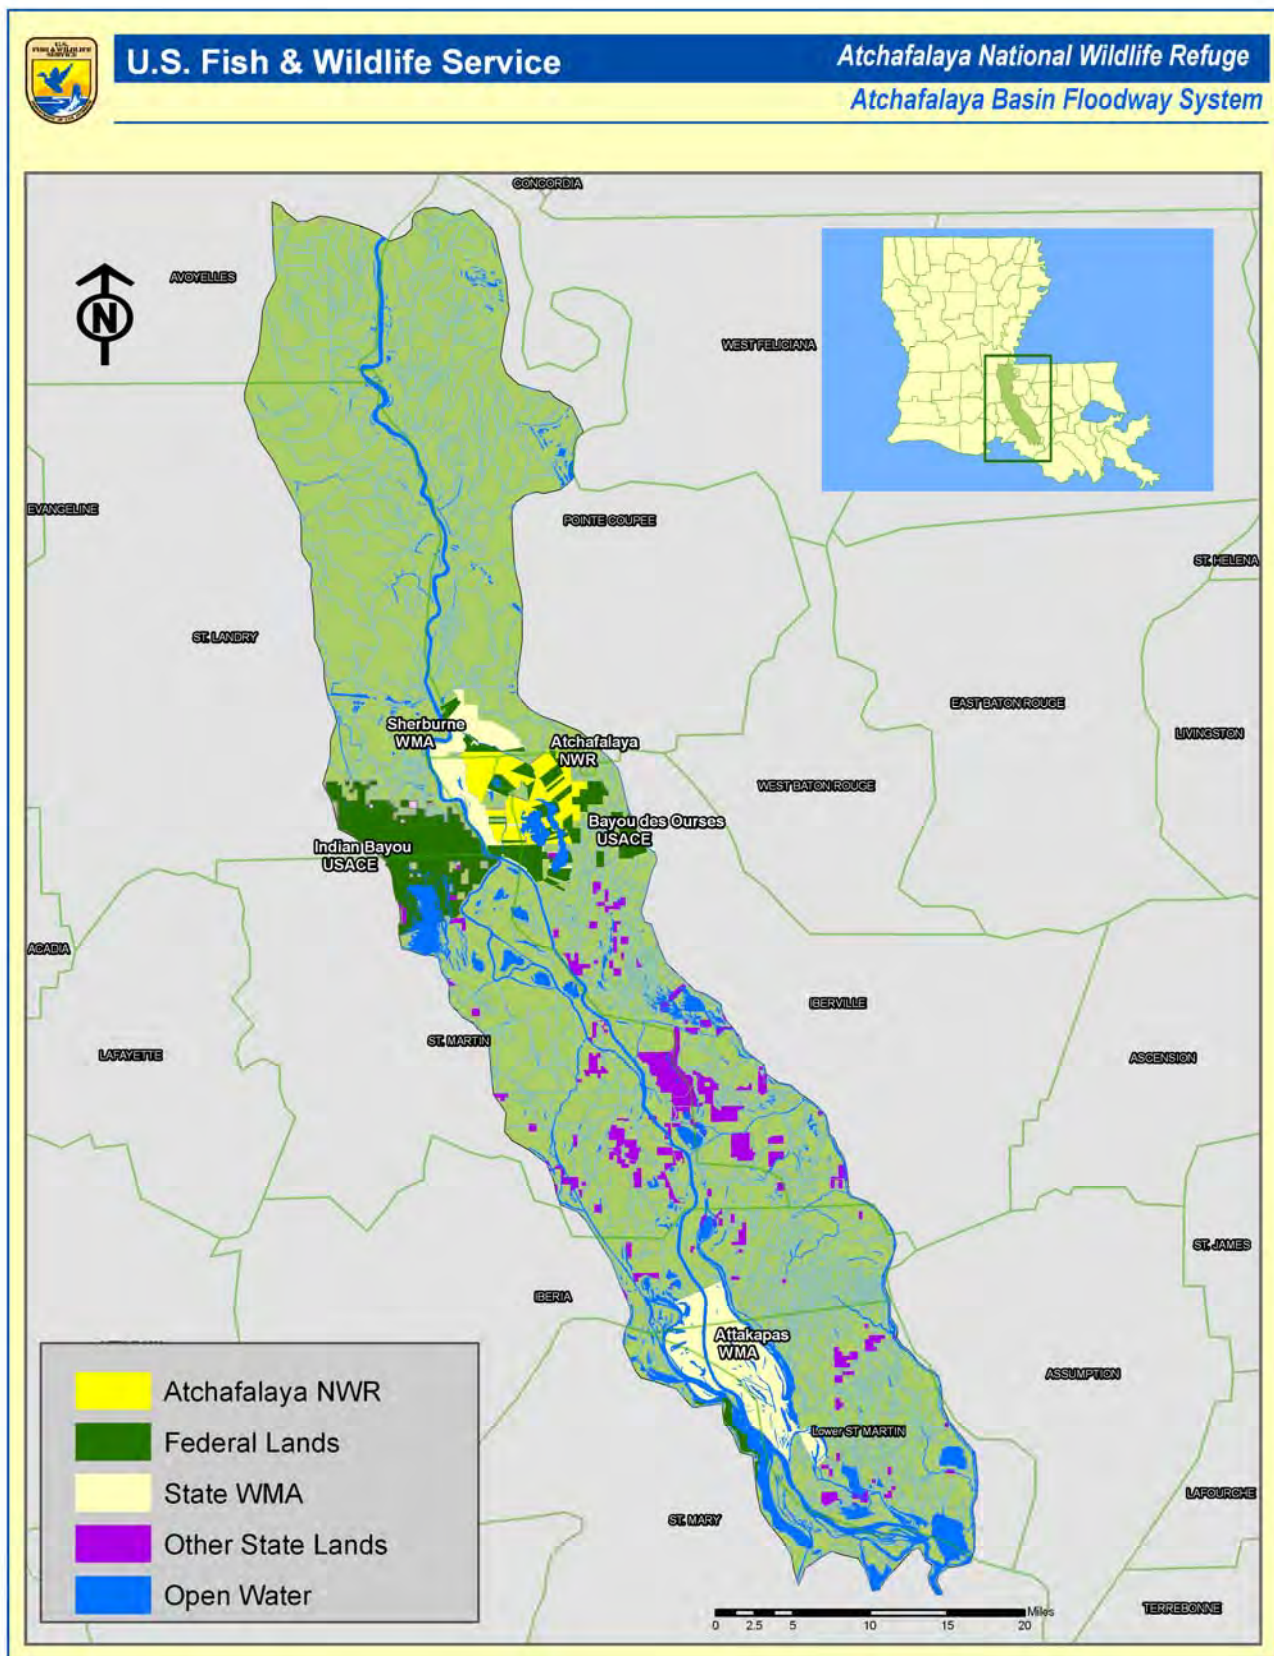 U.S.
FISH & WILDLIFE
SERVICE
U.S. Fish & Wildlife Service
Atchafalaya National Wildlife Refuge
Atchafalaya Basin Floodway System
CONCORDIA
AVOYELLES
N
WEST FELICIANA
EVANGELINE
POINTE COUPEE
ST. HELENA
ST. LANDRY
EAST BATON ROUGE
Sherburne
WMA
Atchafalaya
NWR
LIVINGSTON
WEST BATON ROUGE
Bayou des Ourses
USACE
Indian Bayou
USACE
ACADIA
IBERVILLE
ST. MARTIN
LAFAYETTE
ASCENSION
ST. JAMES
IBERIA
Attakapas
WMA
ASSUMPTION
Lower ST MARTIN
LAFOURCHE
ST. MARY
TERREBONNE
Atchafalaya NWR
Federal Lands
State WMA
Other State Lands
Open Water
Miles
0 2.5 5 10 15 20